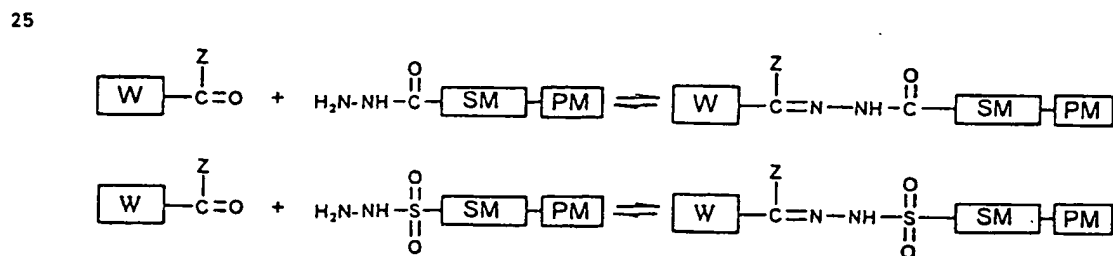 25
Z O Z O
W C=O + H₂N-NH-C SM PM ⇌ W C=N—NH C SM PM
Z O Z O
W C=O + H₂N-NH-S SM PM ⇌ W C=N—NH—S SM PM
O O